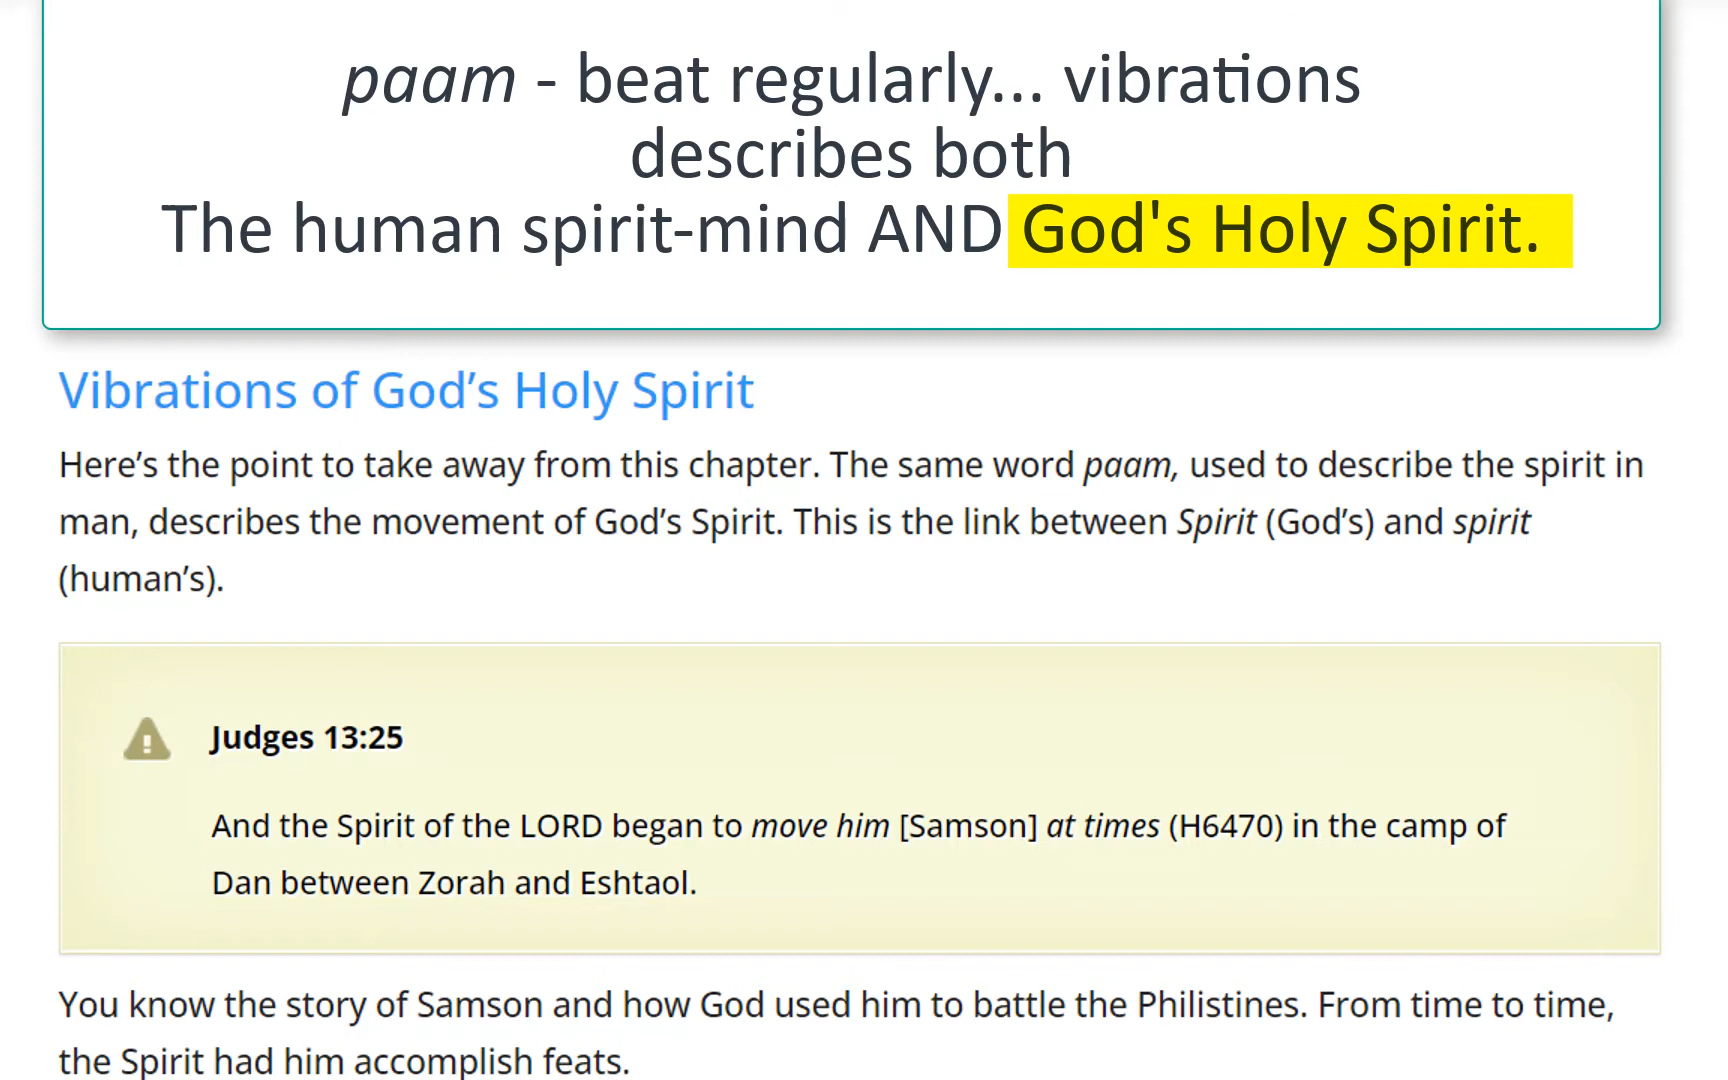 paam - beat regularly... vibrations
describes both
The human spirit-mind AND God's Holy Spirit.
Vibrations of God’s Holy Spirit
Here’s the point to take away from this chapter. The same word paam, used to describe the spirit in
man, describes the movement of God’s Spirit. This is the link between Spirit (God’s) and spirit
(human’s).
Judges 13:25
And the Spirit of the LORD began to move him [Samson] at times (H6470) in the camp of
Dan between Zorah and Eshtaol.
You know the story of Samson and how God used him to battle the Philistines. From time to time,
the Spirit had him accomplish feats.